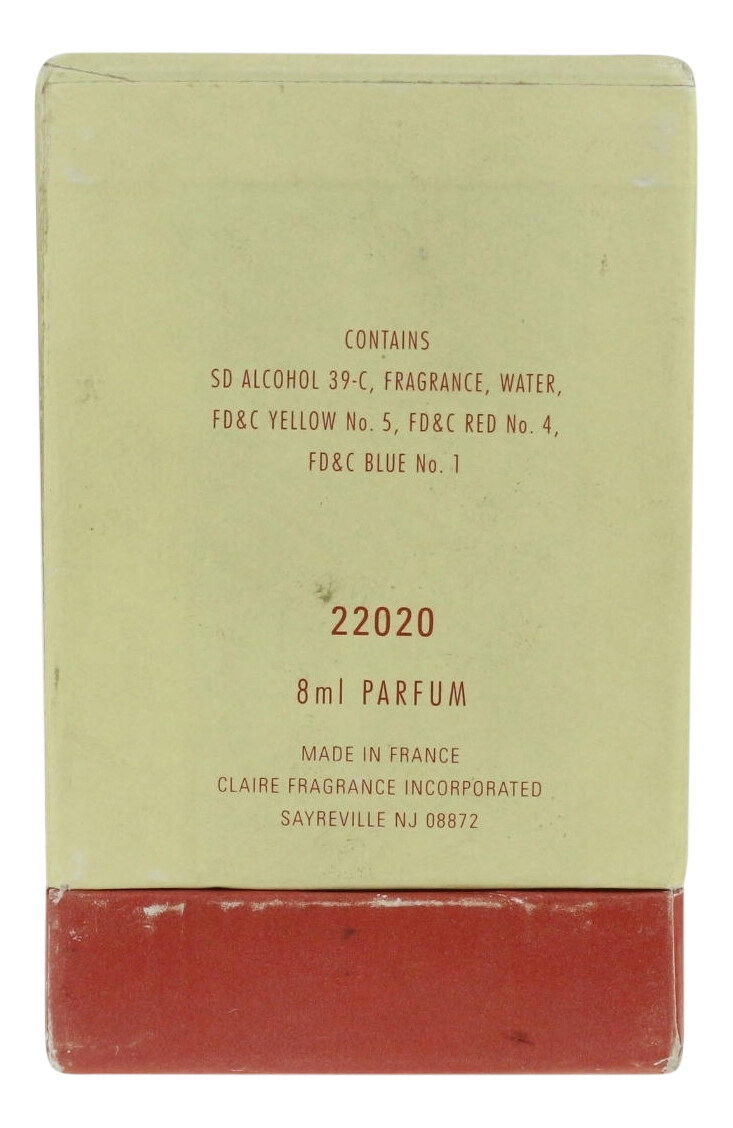 CONTAINS
SD ALCOHOL 39-C, FRAGRANCE, WATER,
FD&C YELLOW No. 5, FD&C RED No. 4,
FD&C BLUE No. 1
22020
8ml PARFUM
MADE IN FRANCE
CLAIRE FRAGRANCE INCORPORATED
SAYREVILLE NJ 08872